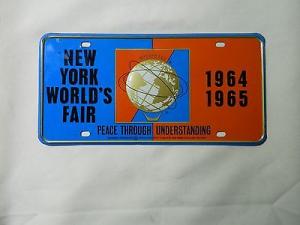 NEW
YORK
WORLD'S
FAIR
1964
1965
PEACE THROUGH UNDERSTANDING